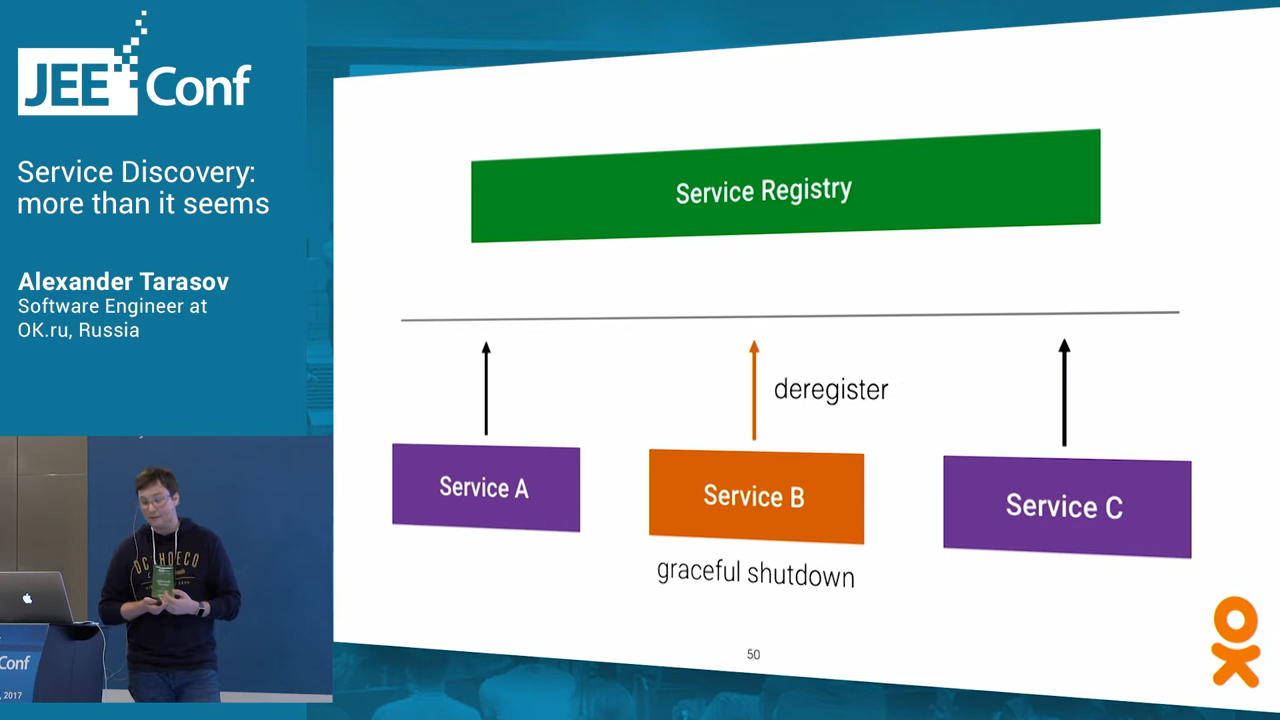 JEE Conf
Service Discovery:
more than it seems
Alexander Tarasov
Software Engineer at
OK.ru, Russia
Service Registry
deregister
Service A
Service B
Service C
graceful shutdown
50
Conf
, 2017